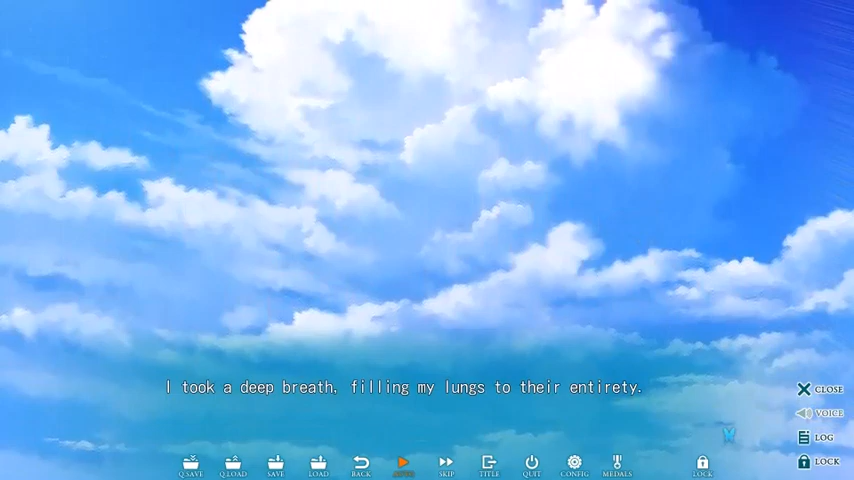 I took a deep breath, filling my lungs to their entirety.
CLOSE
VOICE
LOG
LOCK
Q.SAVE Q.LOAD SAVE LOAD BACK AUTO SKIP TITLE QUIT CONFIG MEDALS LOCK